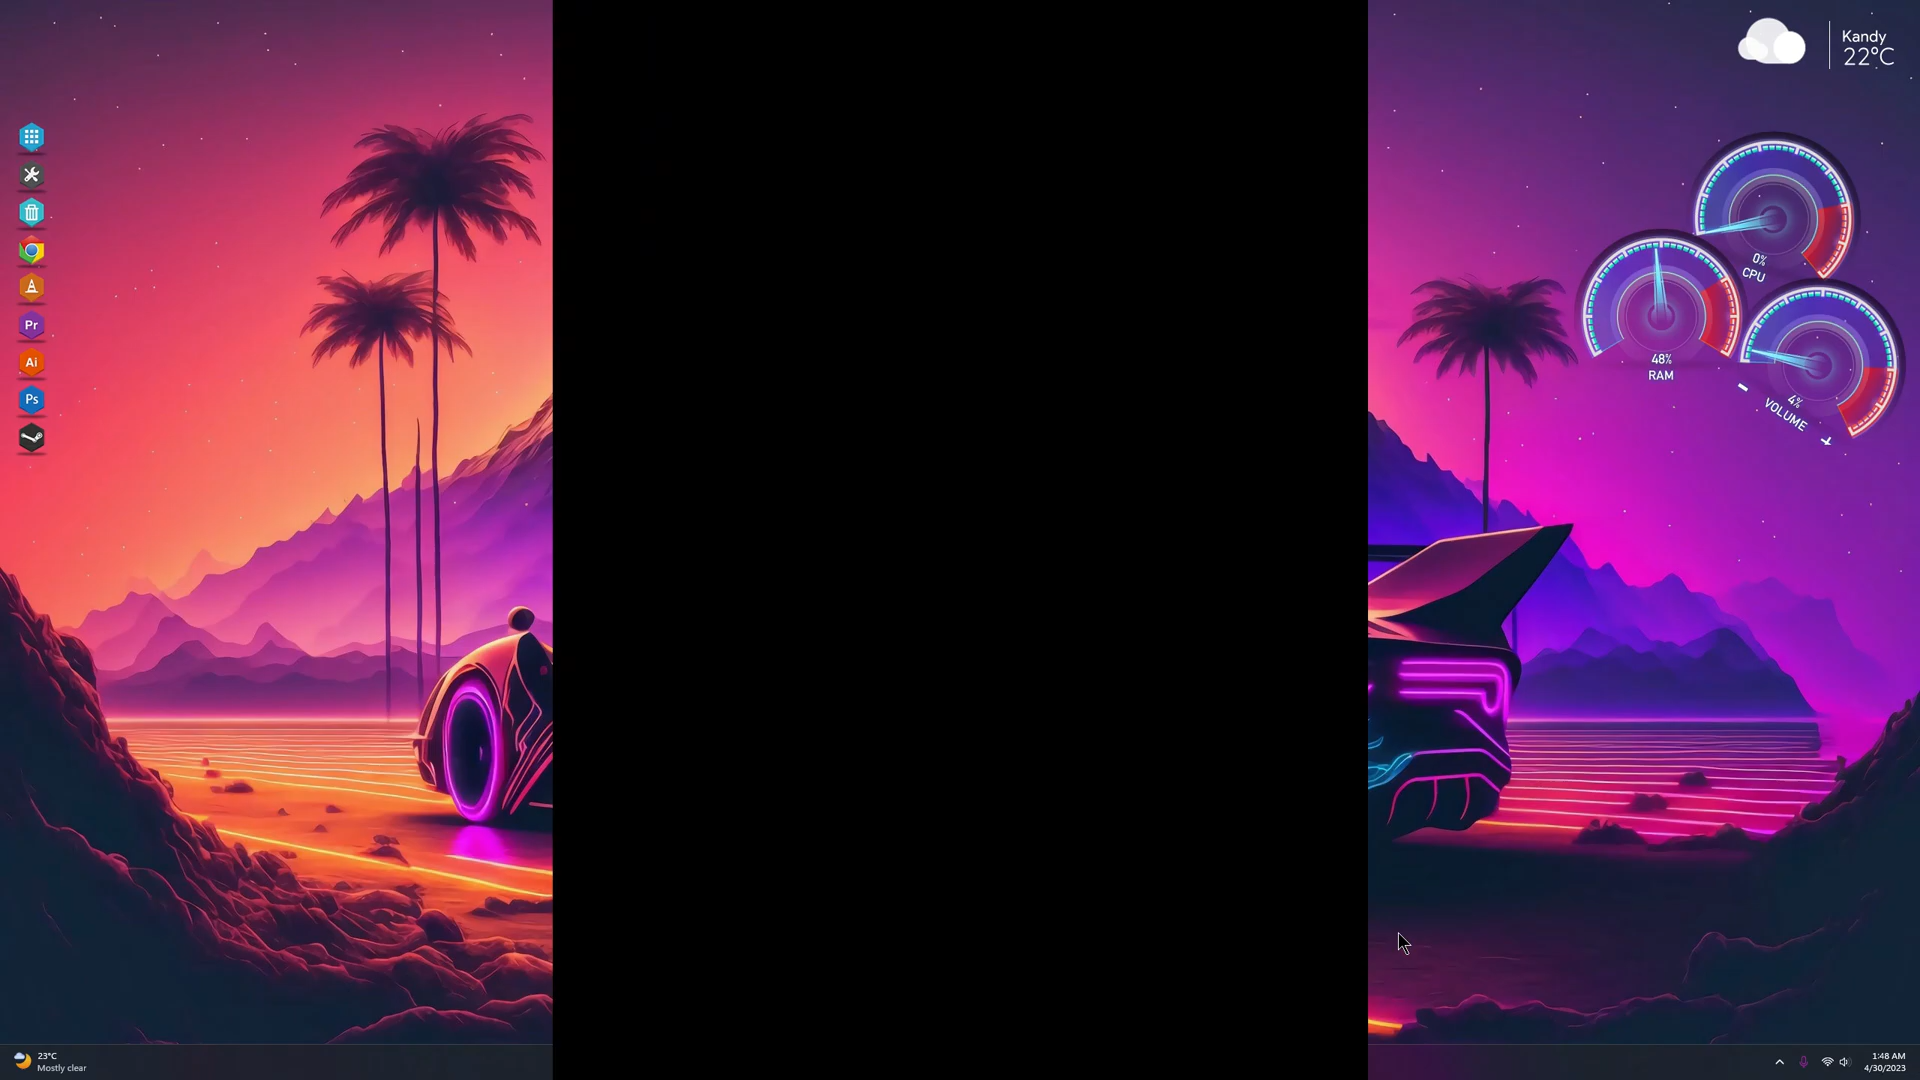 Kandy
22°C
0%
CPU
48%
RAM
4%
VOLUME
- +
Pr
Ai
Ps
23°C
Mostly clear
1:48 AM
4/30/2023